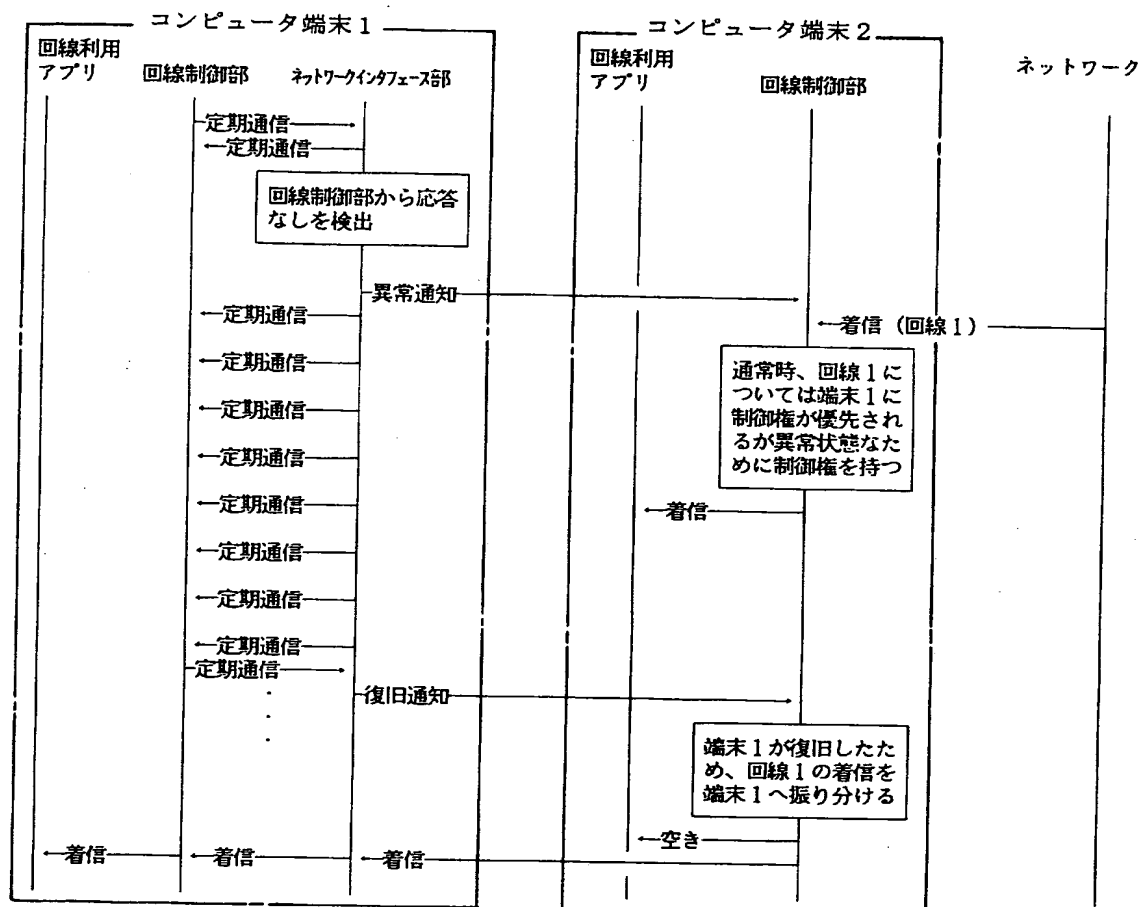 コンピュータ端末1
コンピュータ端末2
回線利用
アプリ
回線制御部
ネットワークインタフェース部
回線利用
アプリ
回線制御部
ネットワーク
定期通信
定期通信
回線制御部から応答
なしを検出
異常通知
定期通信
着信(回線1)
定期通信
通常時、回線1に
ついては端末1に
制御権が優先され
るが異常状態なた
めに制御権を持つ
定期通信
定期通信
定期通信
着信
定期通信
定期通信
定期通信
定期通信
復旧通知
端末1が復旧したた
め、回線1の着信を
端末1へ振り分ける
空き
着信
着信
着信